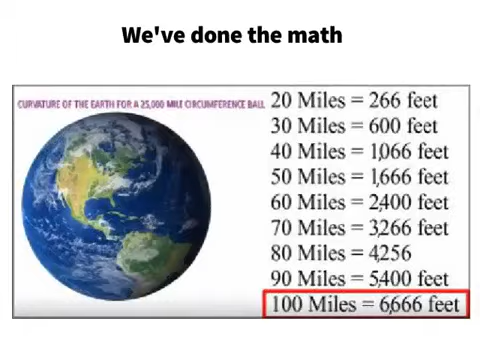 We've done the math
CURVATURE OF THE EARTH FOR A 25,000 MILE CIRCUMFERENCE BALL
20 Miles = 266 feet
30 Miles = 600 feet
40 Miles = 1,066 feet
50 Miles = 1,666 feet
60 Miles = 2,400 feet
70 Miles = 3,266 feet
80 Miles = 4,256
90 Miles = 5,400 feet
100 Miles = 6,666 feet